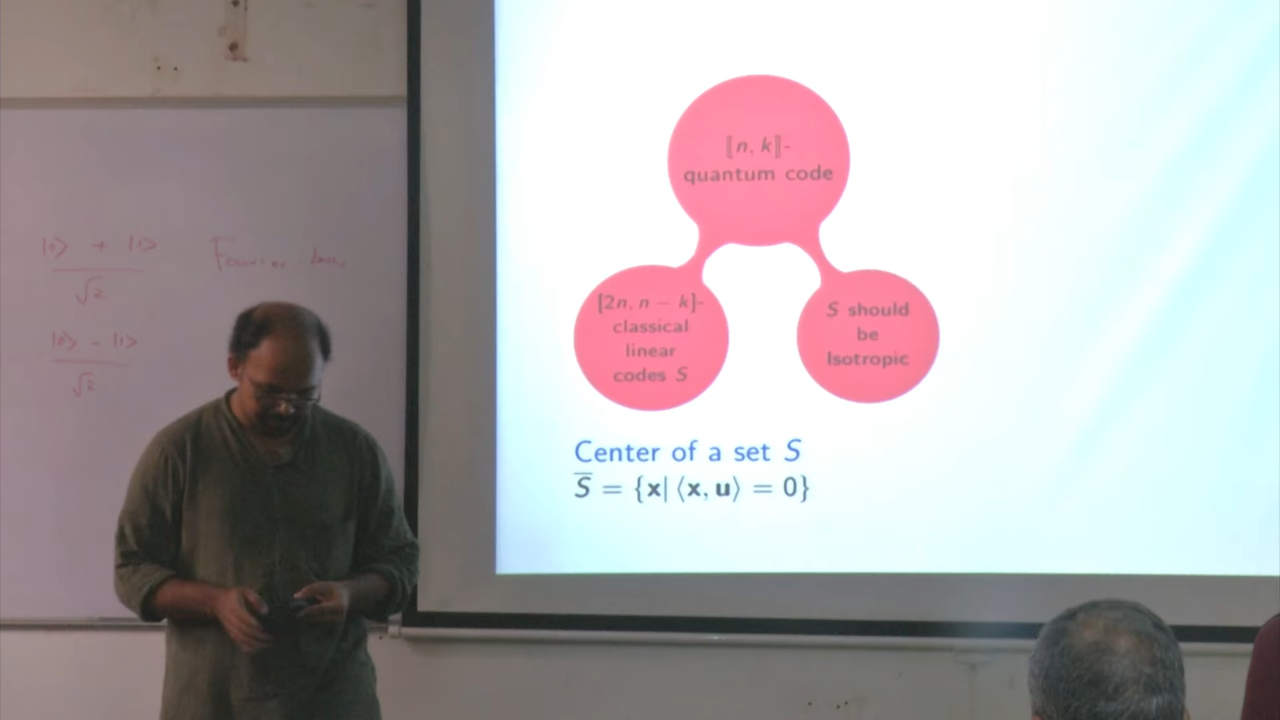 |0> + |1>
√2
Fourier
|0> - |1>
√2
⟦n, k⟧-
quantum code
[2n, n − k]-
classical
linear
codes S
S should
be
Isotropic
Center of a set S
S̅ = {x| ⟨x, u⟩ = 0}